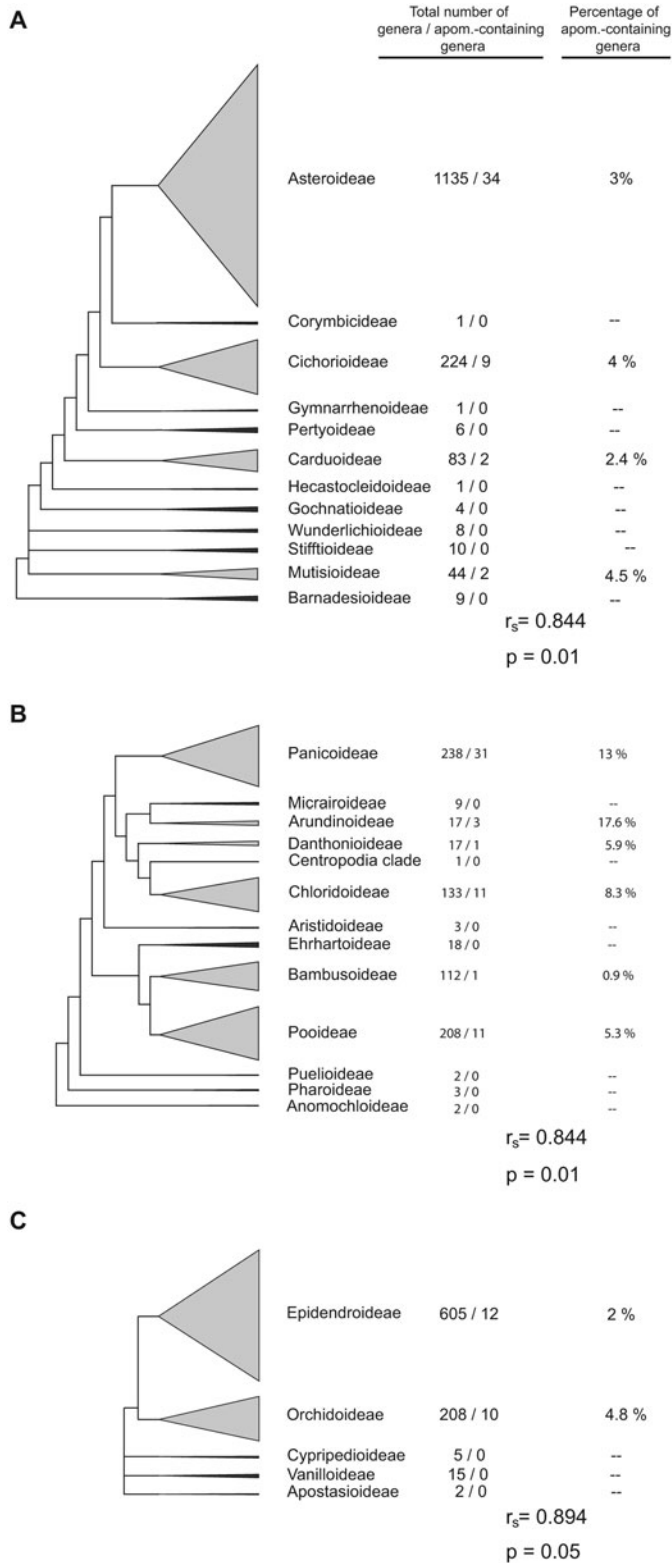 A
Total number of genera / apom.-containing genera
Percentage of apom.-containing genera
Asteroideae 1135 / 34 3%
Corymbicideae 1 / 0 --
Cichorioideae 224 / 9 4 %
Gymnarrhenoideae 1 / 0 --
Pertyoideae 6 / 0 --
Carduoideae 83 / 2 2.4 %
Hecastocleidoideae 1 / 0 --
Gochnatioideae 4 / 0 --
Wunderlichioideae 8 / 0 --
Stifftioideae 10 / 0 --
Mutisioideae 44 / 2 4.5 %
Barnadesioideae 9 / 0 --
rs= 0.844
p = 0.01
B
Panicoideae 238 / 31 13 %
Micrairoideae 9 / 0 --
Arundinoideae 17 / 3 17.6 %
Danthonioideae 17 / 1 5.9 %
Centropodia clade 1 / 0 --
Chloridoideae 133 / 11 8.3 %
Aristidoideae 3 / 0 --
Ehrhartoideae 18 / 0 --
Bambusoideae 112 / 1 0.9 %
Pooideae 208 / 11 5.3 %
Puelioideae 2 / 0 --
Pharoideae 3 / 0 --
Anomochloideae 2 / 0 --
rs= 0.844
p = 0.01
C
Epidendroideae 605 / 12 2 %
Orchidoideae 208 / 10 4.8 %
Cypripedioideae 5 / 0 --
Vanilloideae 15 / 0 --
Apostasioideae 2 / 0 --
rs= 0.894
p = 0.05